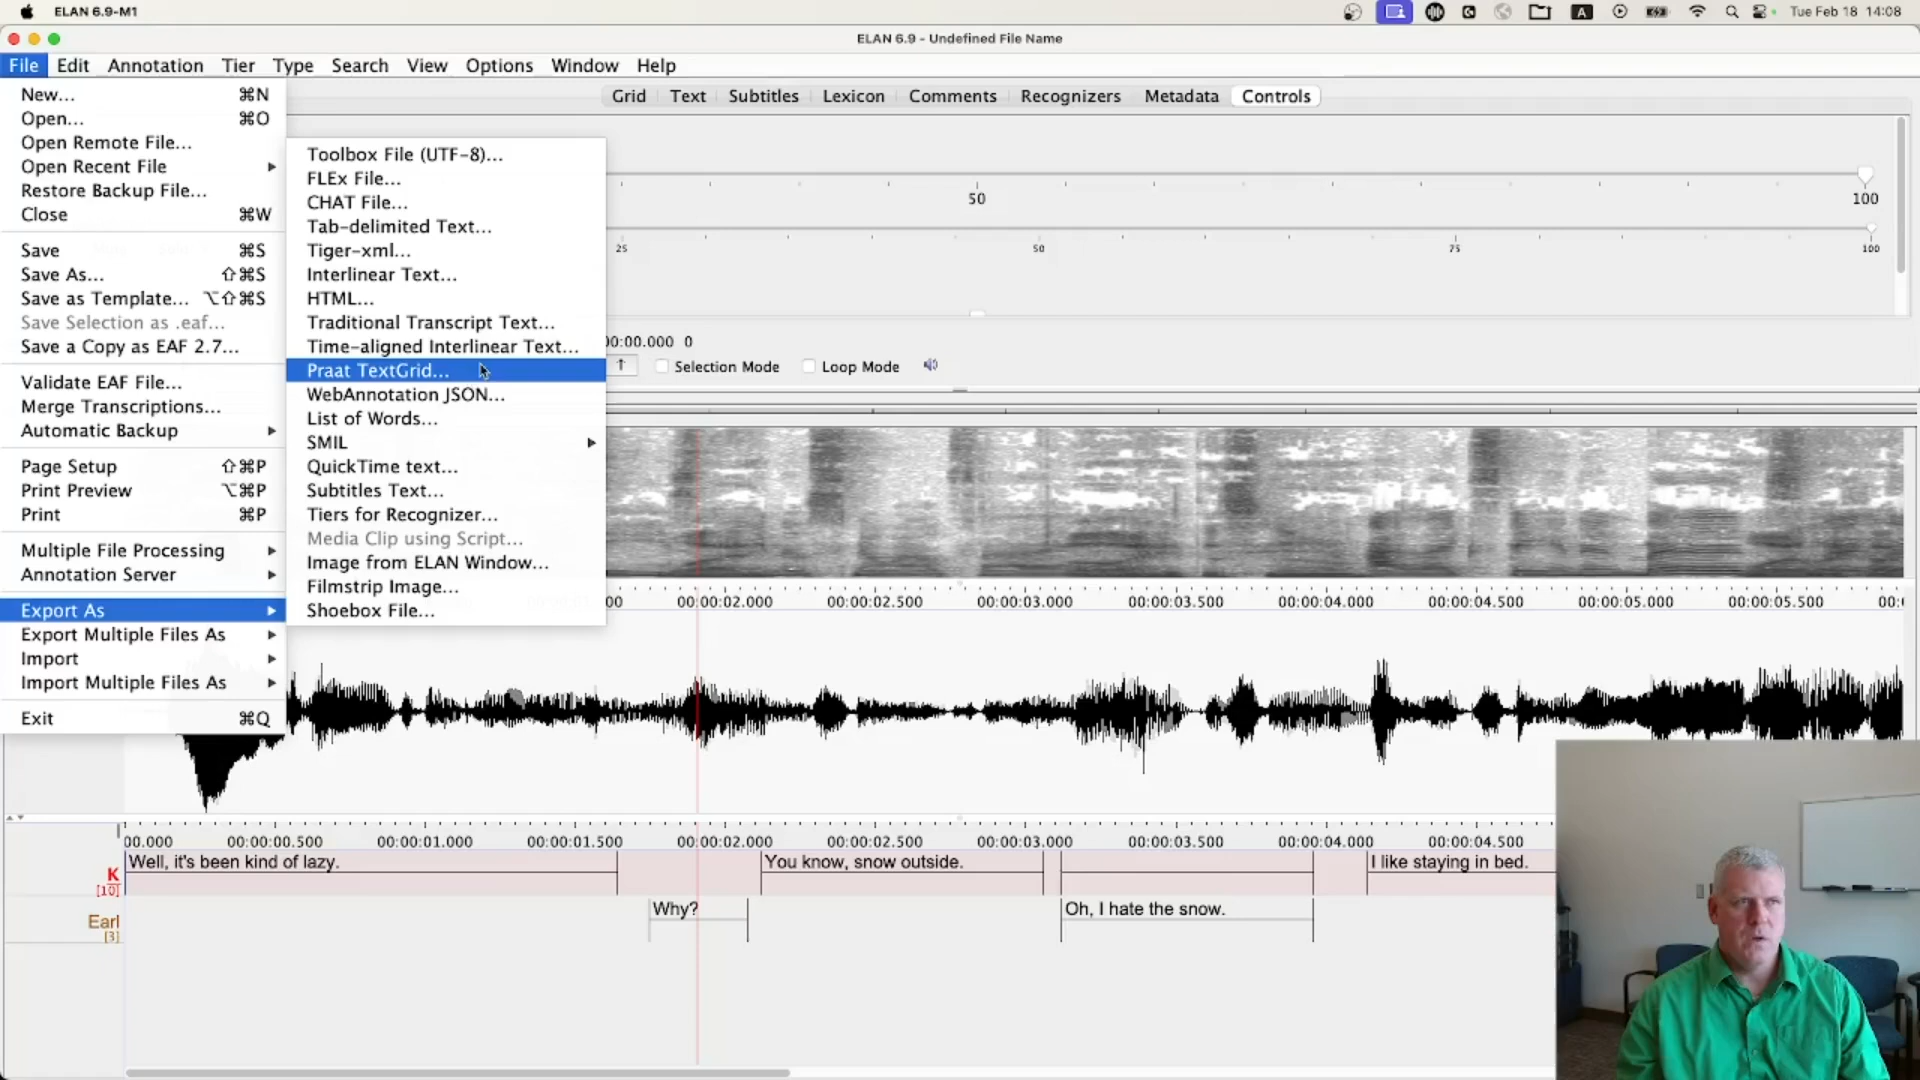 ELAN 6.9-M1
A
Tue Feb 18 14:08
ELAN 6.9 - Undefined File Name
File Edit Annotation Tier Type Search View Options Window Help
Grid Text Subtitles Lexicon Comments Recognizers Metadata Controls
New... ⌘N
Open... ⌘O
Open Remote File...
Open Recent File
Restore Backup File...
Close ⌘W
Save ⌘S
Save As... ⇧⌘S
Save as Template... ⌥⇧⌘S
Save Selection as .eaf...
Save a Copy as EAF 2.7...
Validate EAF File...
Merge Transcriptions...
Automatic Backup
Page Setup ⇧⌘P
Print Preview ⌥⌘P
Print ⌘P
Multiple File Processing
Annotation Server
Export As
Export Multiple Files As
Import
Import Multiple Files As
Exit ⌘Q
Toolbox File (UTF-8)...
FLEx File...
CHAT File...
Tab-delimited Text...
Tiger-xml...
Interlinear Text...
HTML...
Traditional Transcript Text...
Time-aligned Interlinear Text...
Praat TextGrid...
WebAnnotation JSON...
List of Words...
SMIL
QuickTime text...
Subtitles Text...
Tiers for Recognizer...
Media Clip using Script...
Image from ELAN Window...
Filmstrip Image...
Shoebox File...
50 100
25 50 75 100
00:00.000 0
Selection Mode Loop Mode
00:00:02.000 00:00:02.500 00:00:03.000 00:00:03.500 00:00:04.000 00:00:04.500 00:00:05.000 00:00:05.500
00.000 00:00:00.500 00:00:01.000 00:00:01.500 00:00:02.000 00:00:02.500 00:00:03.000 00:00:03.500 00:00:04.000 00:00:04.500
K
[10]
Well, it's been kind of lazy. You know, snow outside. I like staying in bed.
Earl
[3]
Why? Oh, I hate the snow.